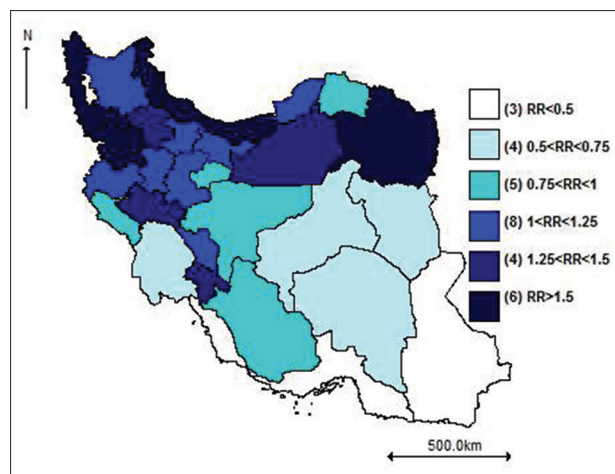 N
(3) RR<0.5
(4) 0.5<RR<0.75
(5) 0.75<RR<1
(8) 1<RR<1.25
(4) 1.25<RR<1.5
(6) RR>1.5
500.0km